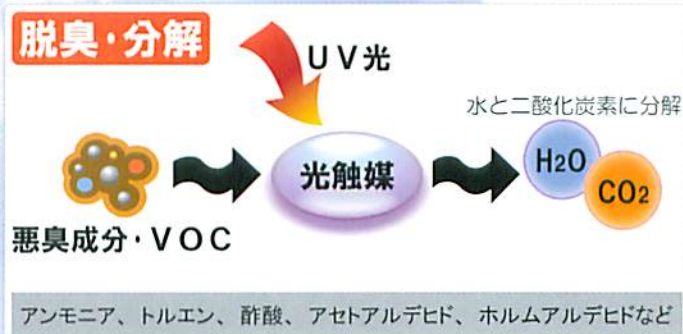 脱臭・分解
UV光
水と二酸化炭素に分解
光触媒
H2O
CO2
悪臭成分・VOC
アンモニア、トルエン、酢酸、アセトアルデヒド、ホルムアルデヒドなど